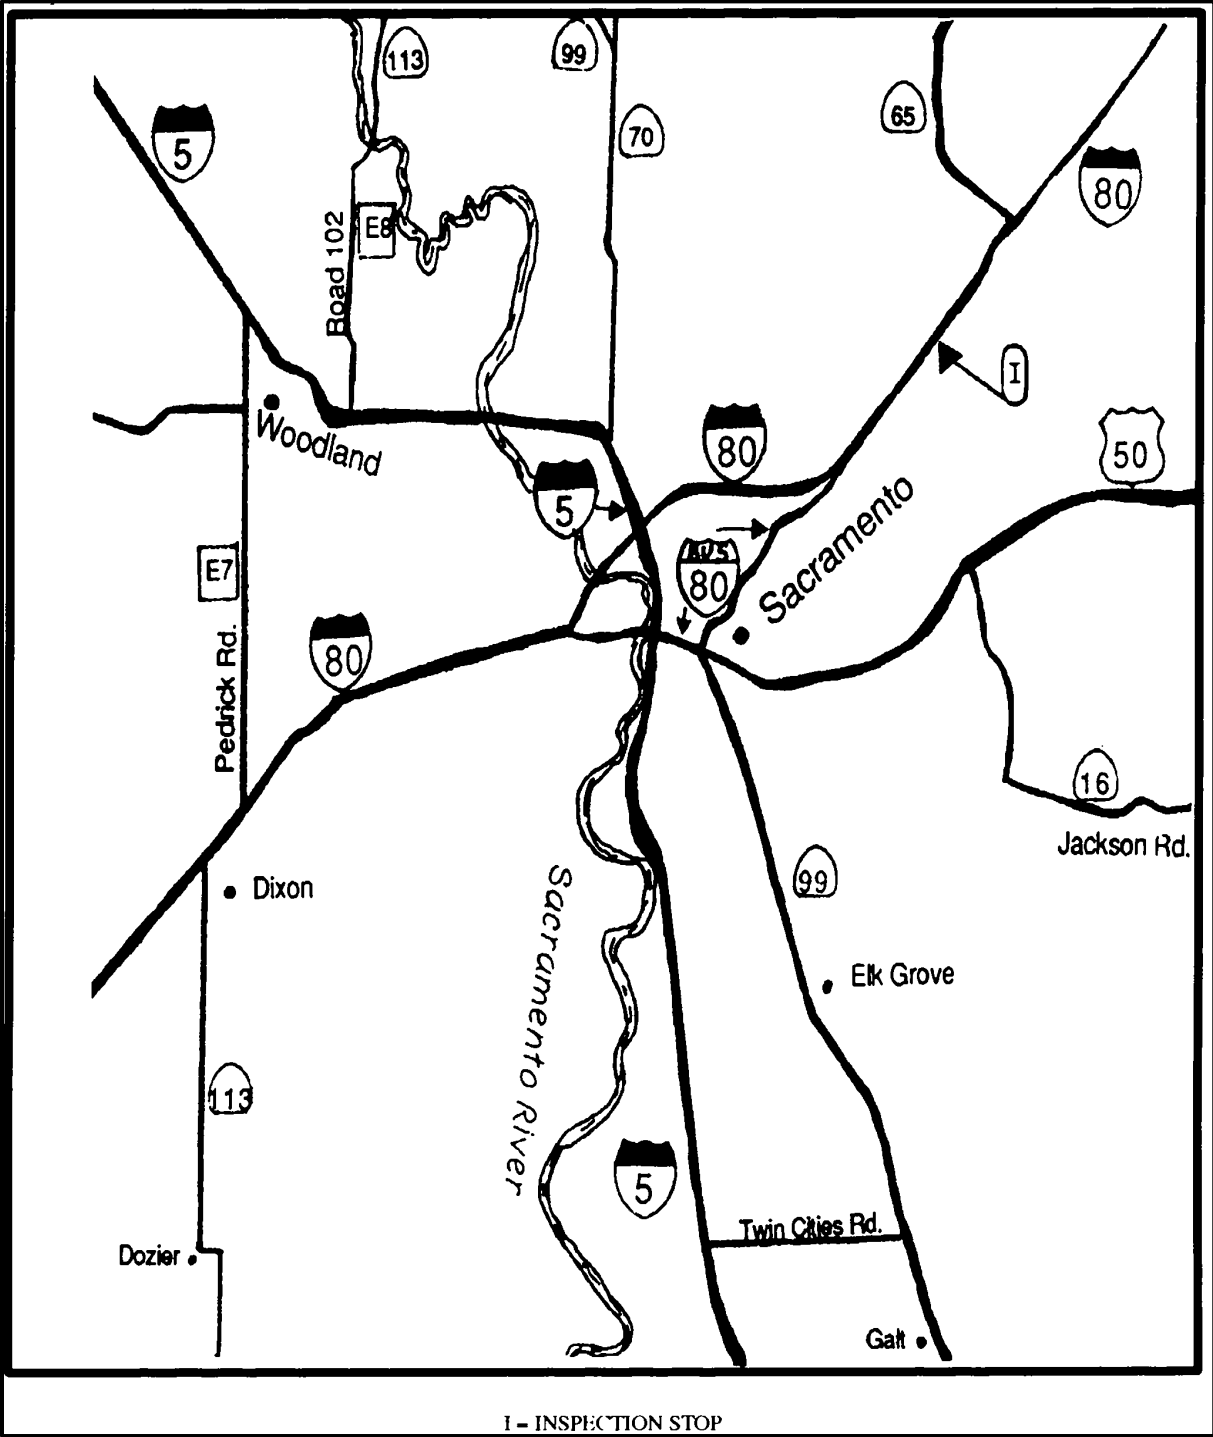 113
99
5
70
65
80
Road 102
E8
I
Woodland
80
50
5
BUS
80
Sacramento
E7
Pedrick Rd.
80
16
Jackson Rd.
99
Dixon
Sacramento River
Elk Grove
113
5
Twin Cities Rd.
Dozier
Galt
I – INSPECTION STOP